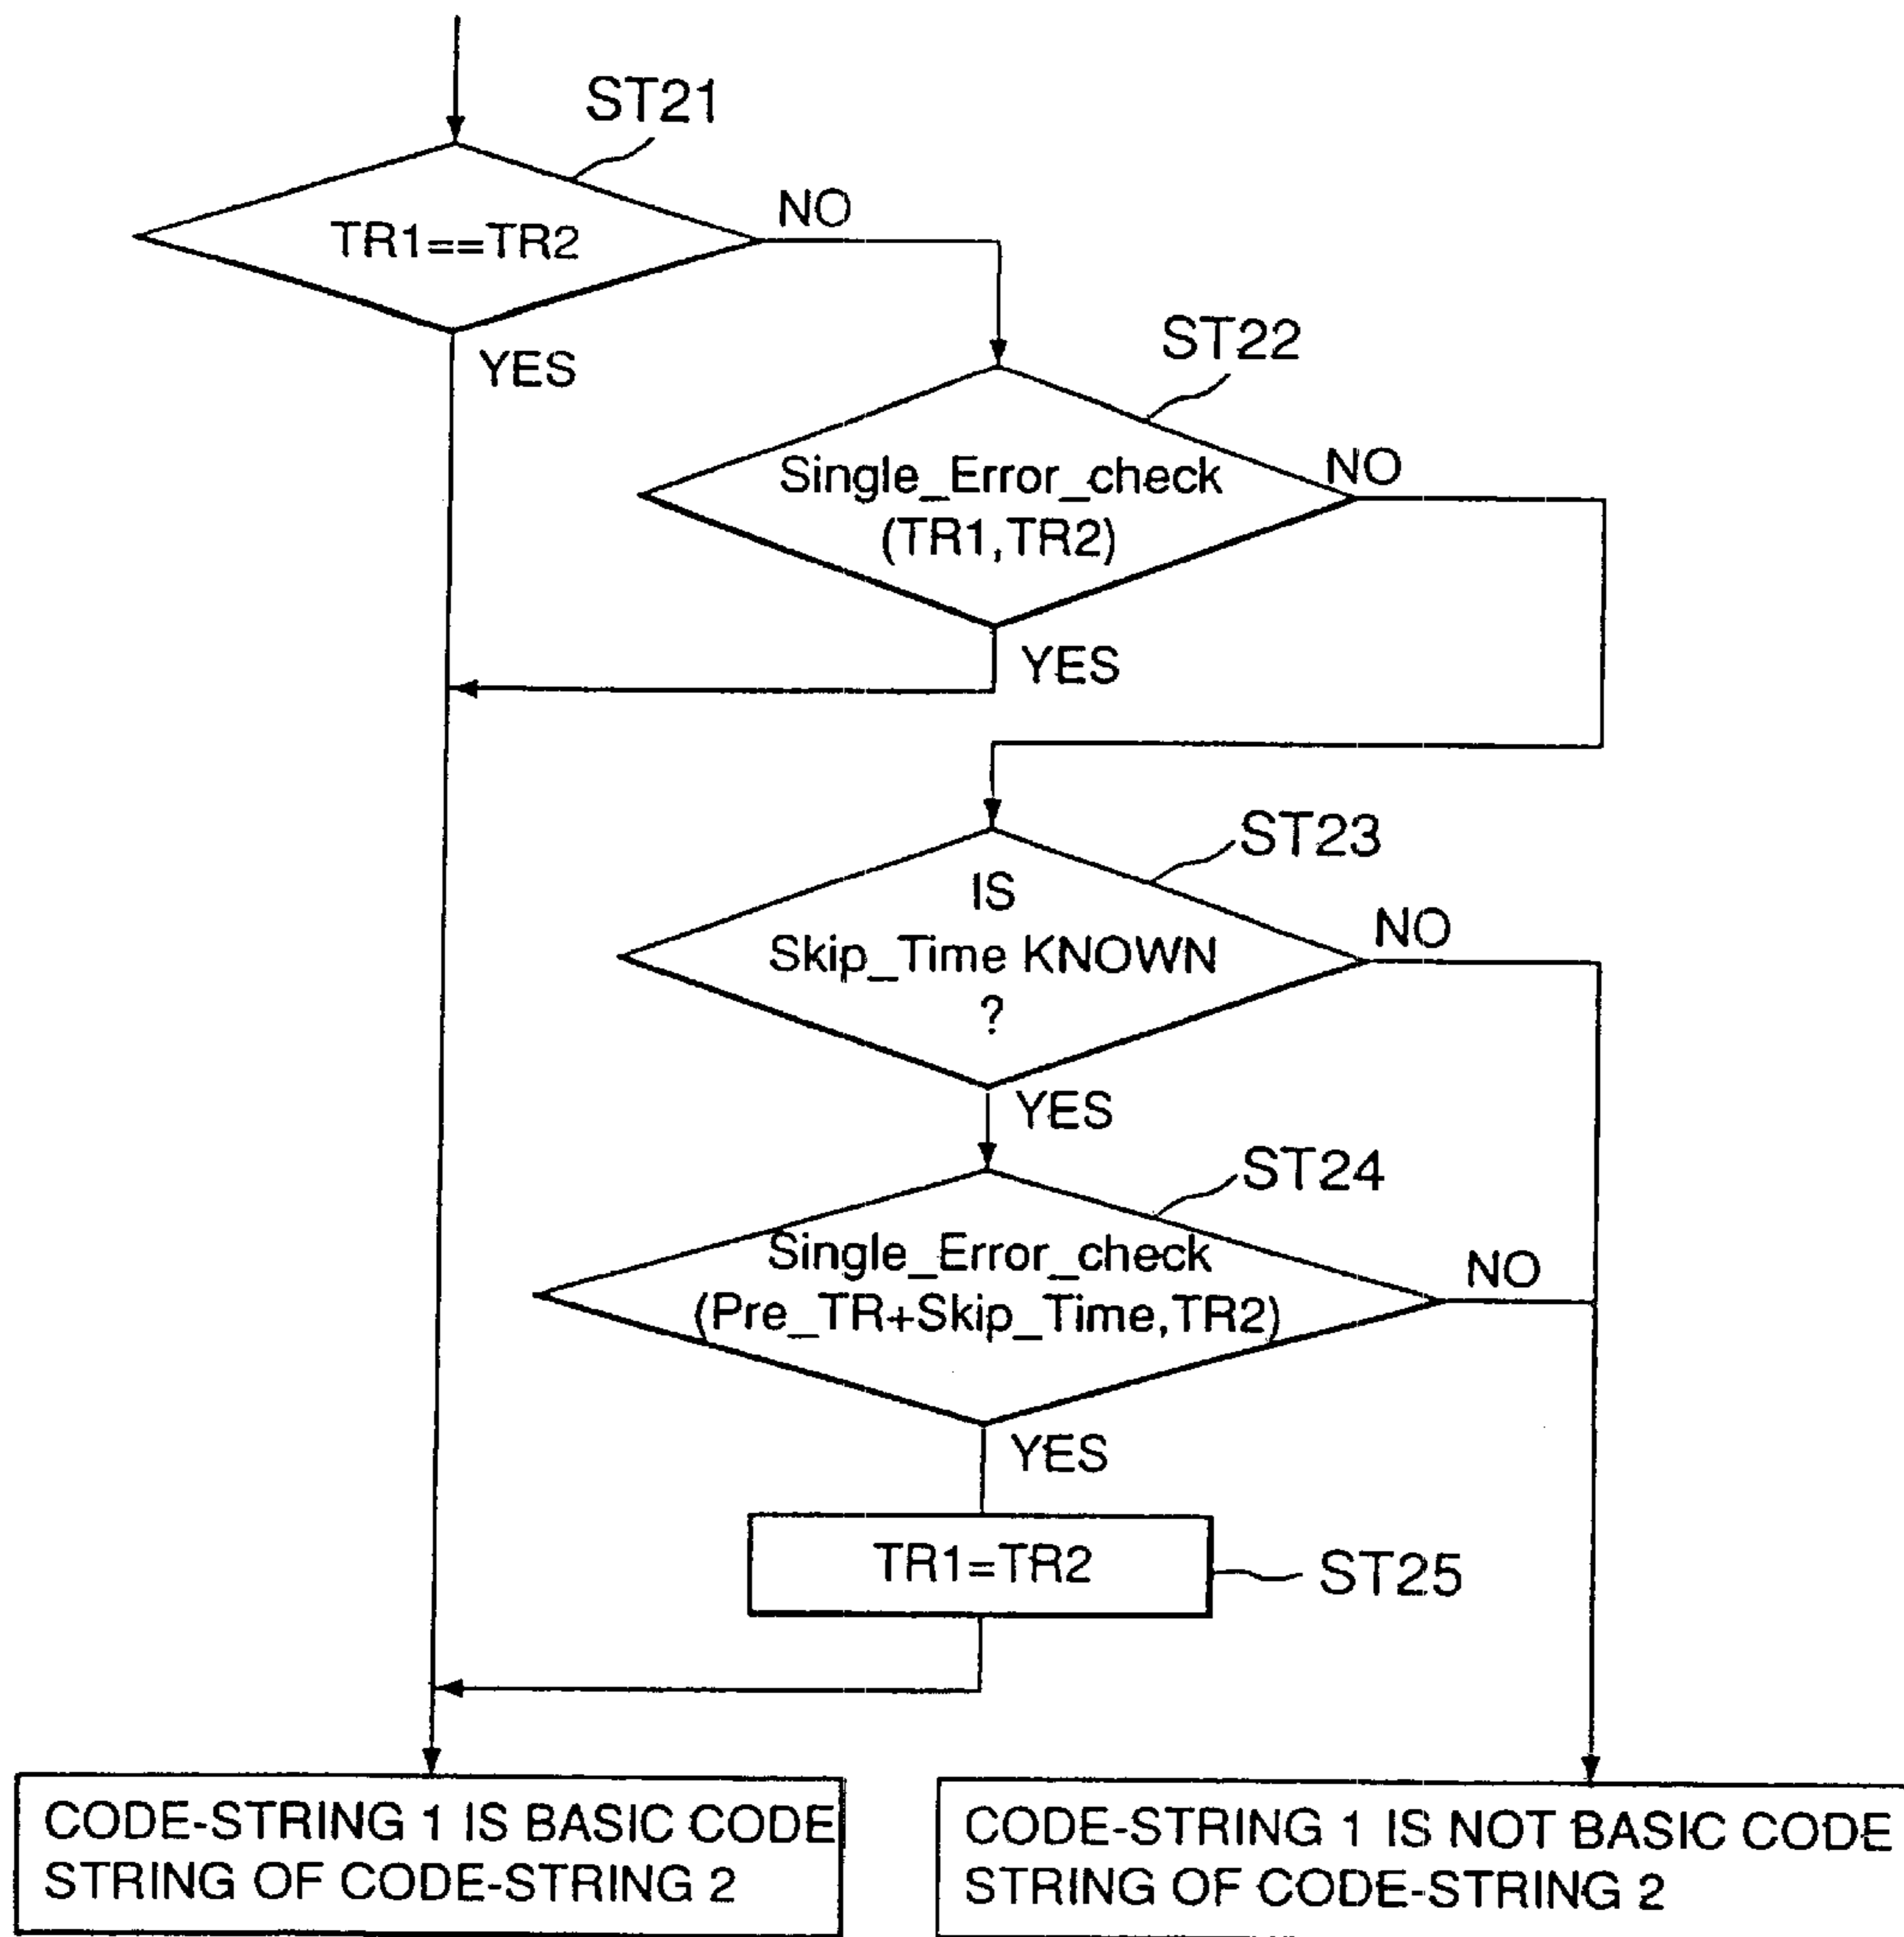 ST21
TR1==TR2
NO
YES
ST22
Single_Error_check
(TR1,TR2)
NO
YES
ST23
IS
Skip_Time KNOWN
?
NO
YES
ST24
Single_Error_check
(Pre_TR+Skip_Time,TR2)
NO
YES
TR1=TR2
ST25
CODE-STRING 1 IS BASIC CODE
STRING OF CODE-STRING 2
CODE-STRING 1 IS NOT BASIC CODE
STRING OF CODE-STRING 2